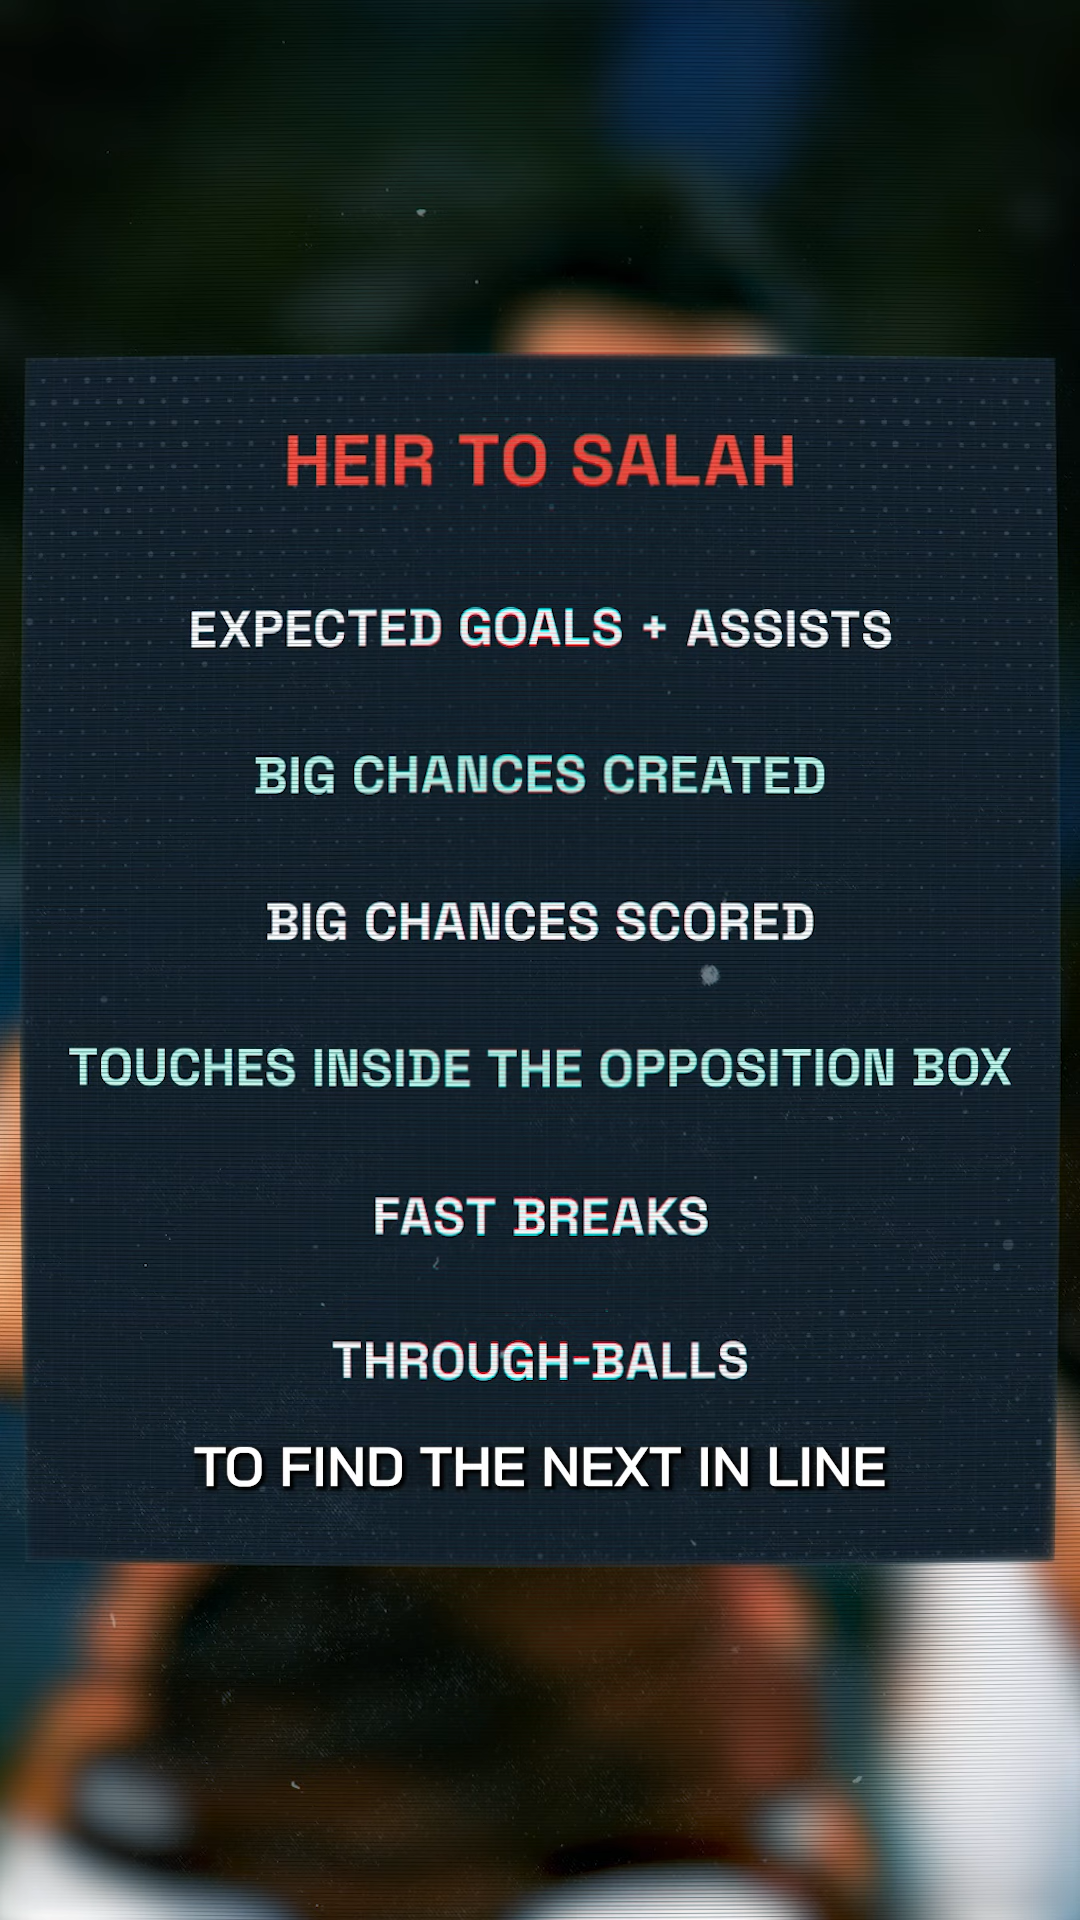 HEIR TO SALAH
EXPECTED GOALS + ASSISTS
BIG CHANCES CREATED
BIG CHANCES SCORED
TOUCHES INSIDE THE OPPOSITION BOX
FAST BREAKS
THROUGH-BALLS
TO FIND THE NEXT IN LINE